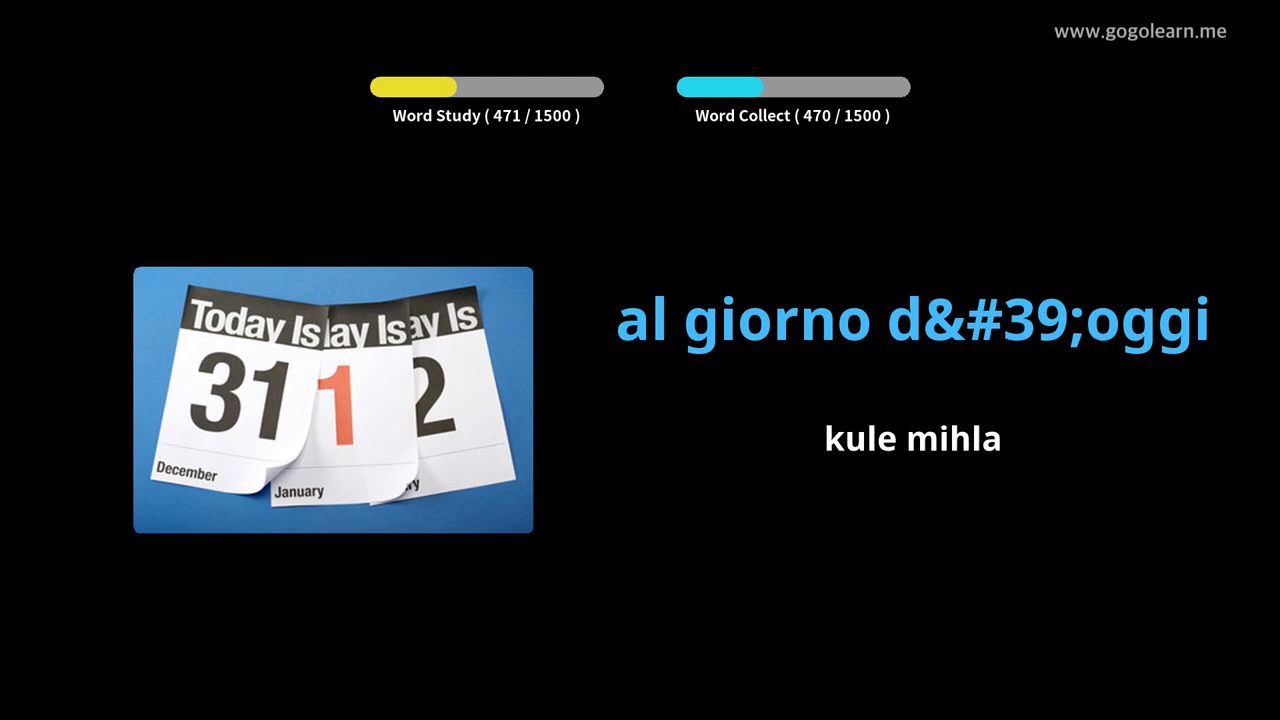 www.gogolearn.me
Word Study ( 471 / 1500 )
Word Collect ( 470 / 1500 )
al giorno d&#39;oggi
kule mihla
Today Is
lay Is
ay Is
31
1
2
December
January
ry